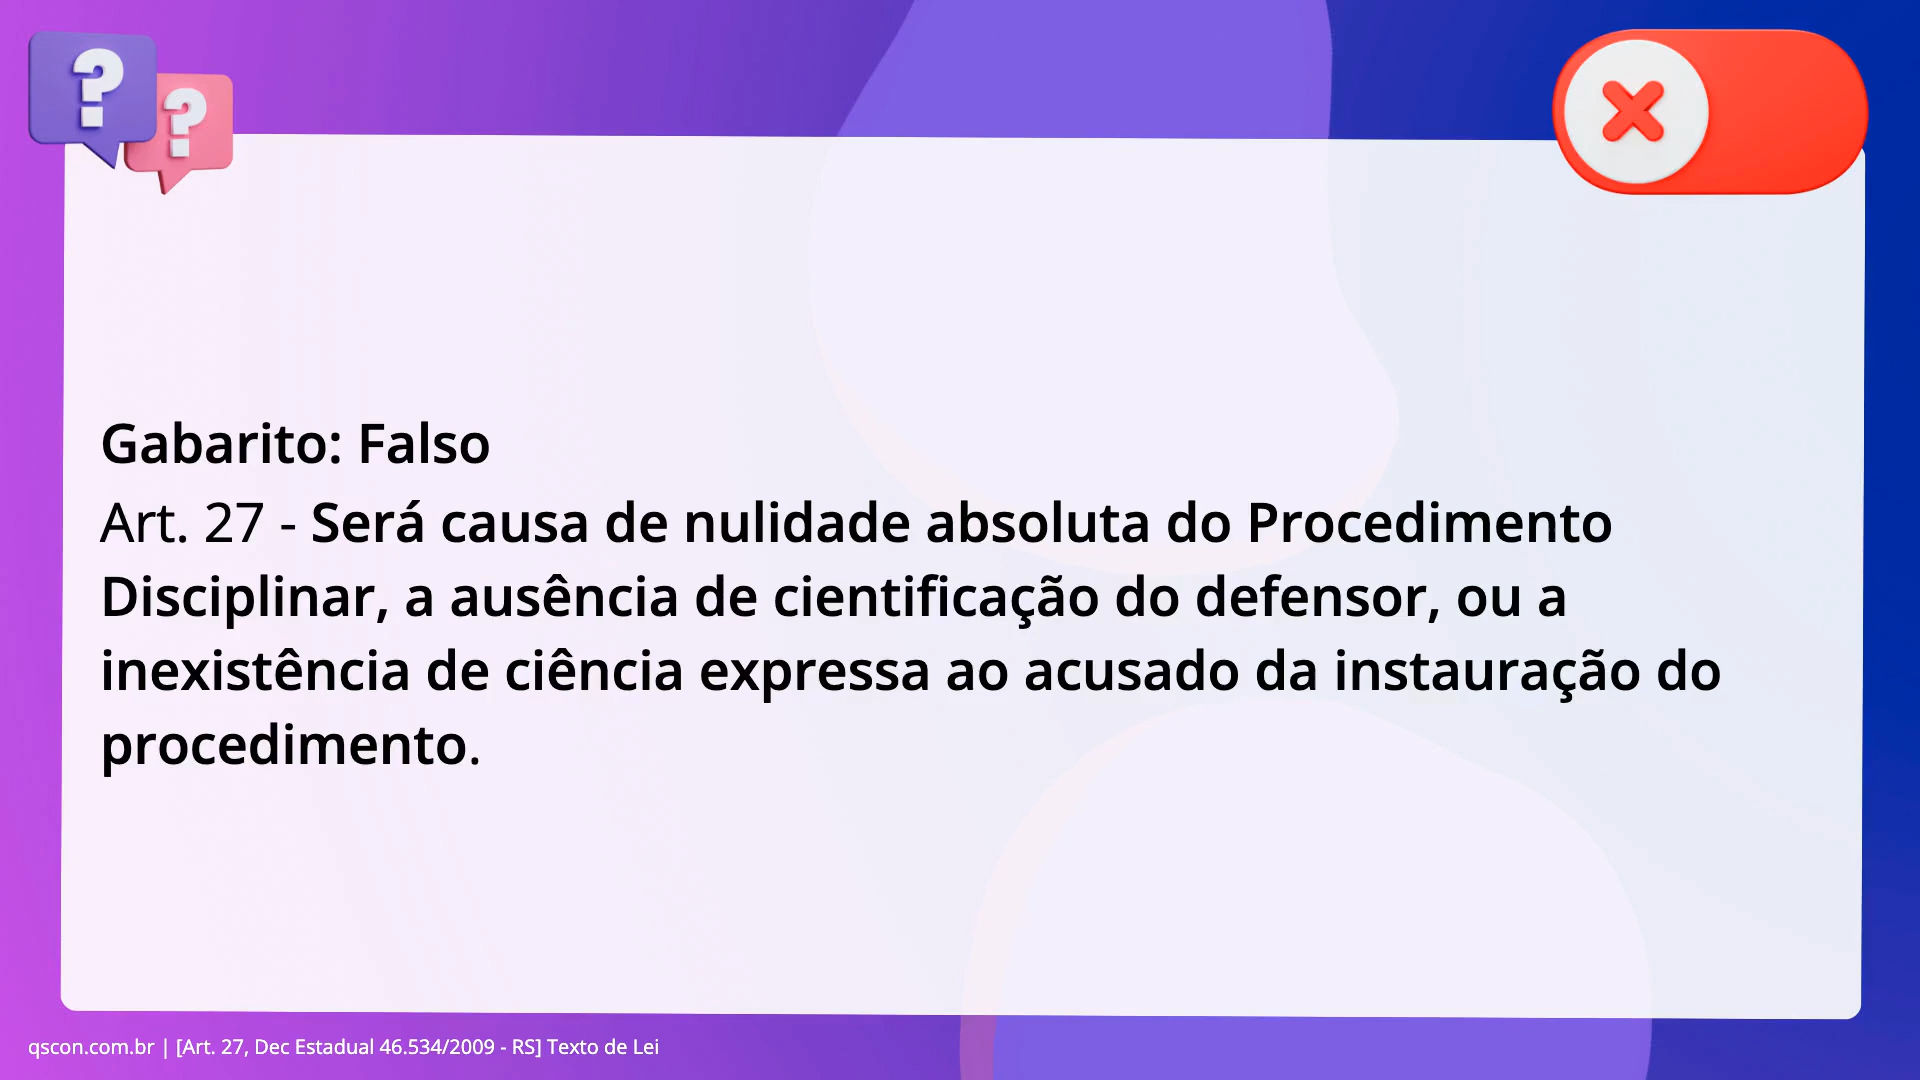 ? ?
Gabarito: Falso
Art. 27 - Será causa de nulidade absoluta do Procedimento
Disciplinar, a ausência de cientificação do defensor, ou a
inexistência de ciência expressa ao acusado da instauração do
procedimento.
qscon.com.br | [Art. 27, Dec Estadual 46.534/2009 - RS] Texto de Lei